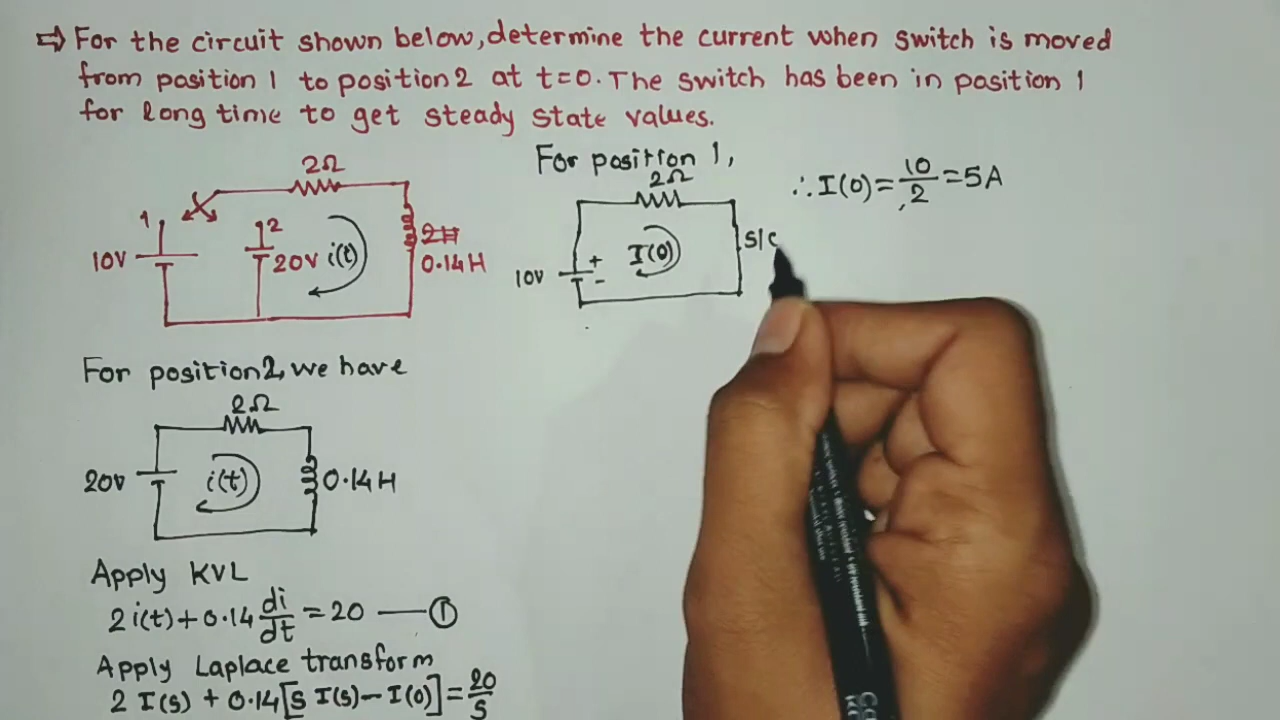 ⇒ For the circuit shown below, determine the current when switch is moved
from position 1 to position 2 at t=0. The switch has been in position 1
for long time to get steady state values.
For position 1,
2Ω
2Ω
∴ I(0) = 10/2 = 5A
1
2
10V
20V i(t)
2H
0.14H
10V
+
-
I(0)
S/C
For position 2, we have
2Ω
20V
i(t)
0.14H
Apply KVL
2 i(t) + 0.14 di/dt = 20 — ①
Apply Laplace transform
2 I(s) + 0.14[s I(s) - I(0)] = 20/s